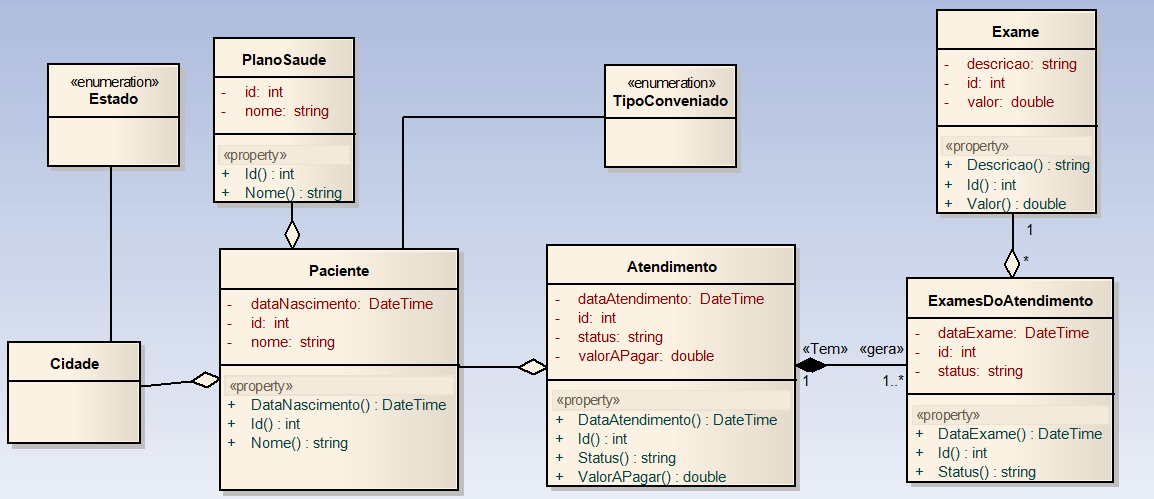 «enumeration»
Estado
PlanoSaude
- id: int
- nome: string
«property»
+ Id() : int
+ Nome() : string
«enumeration»
TipoConveniado
Exame
- descricao: string
- id: int
- valor: double
«property»
+ Descricao() : string
+ Id() : int
+ Valor() : double
1
*
Cidade
Paciente
- dataNascimento: DateTime
- id: int
- nome: string
«property»
+ DataNascimento() : DateTime
+ Id() : int
+ Nome() : string
Atendimento
- dataAtendimento: DateTime
- id: int
- status: string
- valorAPagar: double
«property»
+ DataAtendimento() : DateTime
+ Id() : int
+ Status() : string
+ ValorAPagar() : double
«Tem» «gera»
1 1..*
ExamesDoAtendimento
- dataExame: DateTime
- id: int
- status: string
«property»
+ DataExame() : DateTime
+ Id() : int
+ Status() : string